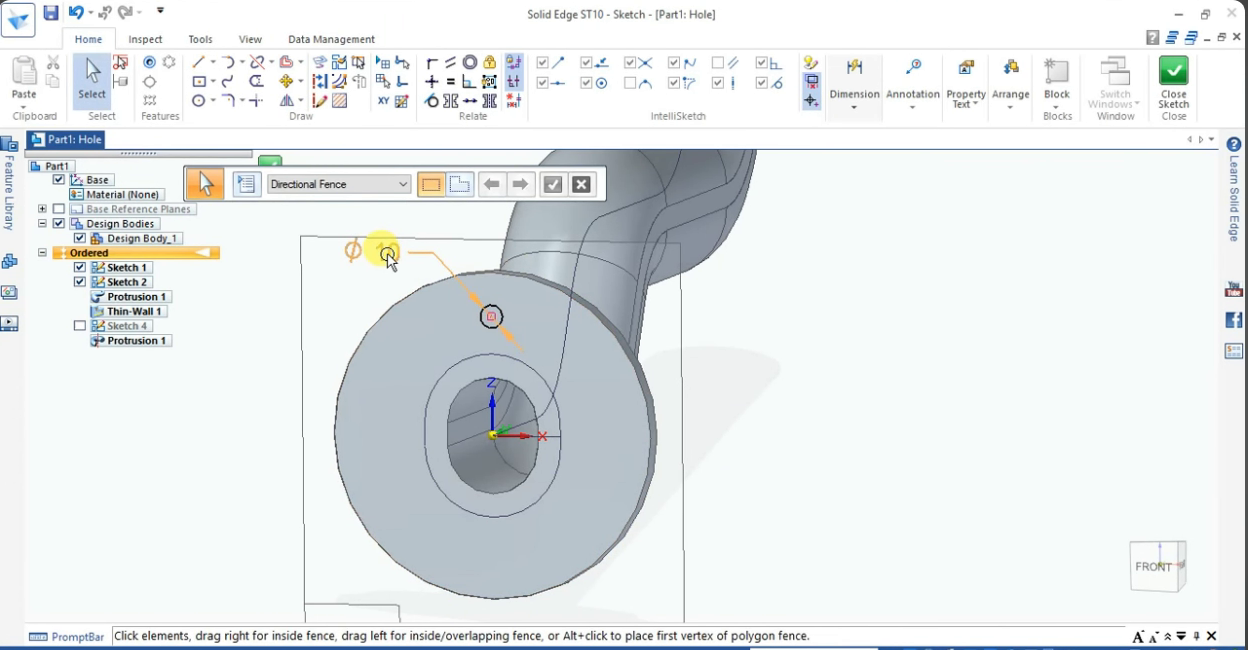 Solid Edge ST10 - Sketch - [Part1: Hole]
Home Inspect Tools View Data Management
Paste
Select
XY
Dimension
Annotation
Property Text
Arrange
Block
Switch Windows
Close Sketch
Clipboard Select Features Draw Relate IntelliSketch Blocks Window Close
Part1: Hole
Feature Library
Learn Solid Edge
Part1
Base
Material (None)
Base Reference Planes
Design Bodies
Design Body_1
Ordered
Sketch 1
Sketch 2
Protrusion 1
Thin-Wall 1
Sketch 4
Protrusion 1
Directional Fence
Z
X
FRONT
You Tube
PromptBar Click elements, drag right for inside fence, drag left for inside/overlapping fence, or Alt+click to place first vertex of polygon fence.